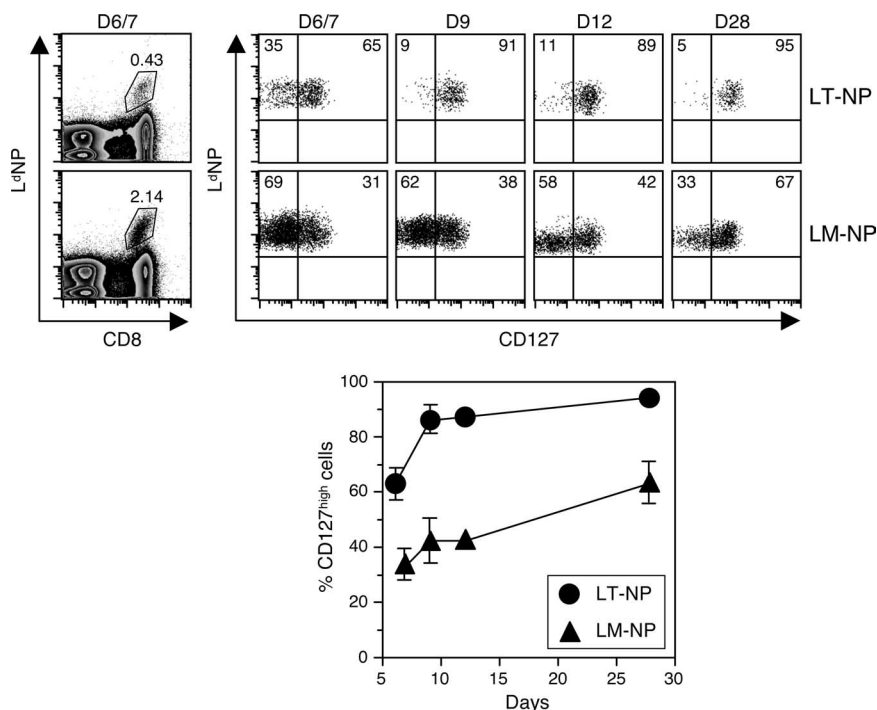 D6/7 D6/7 D9 D12 D28
0.43 35 65 9 91 11 89 5 95
LT-NP
LᵈNP LᵈNP
2.14 69 31 62 38 58 42 33 67
LM-NP
CD8 CD127
100
80
60
40
20
0
% CD127ʰⁱᵍʰ cells
LT-NP
LM-NP
5 10 15 20 25 30
Days